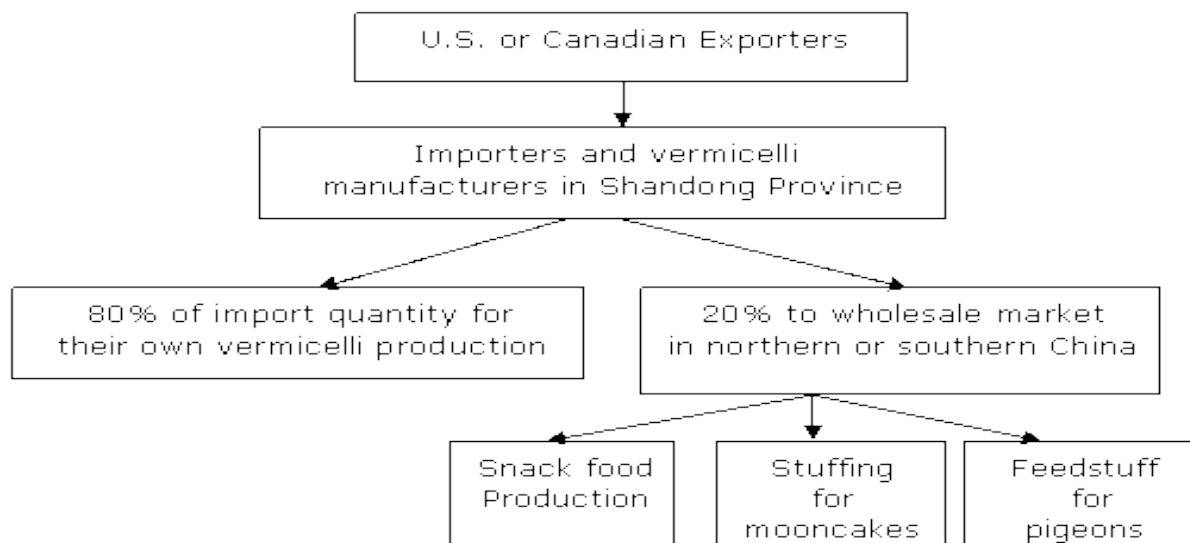 U.S. or Canadian Exporters
Importers and vermicelli
manufacturers in Shandong Province
80% of import quantity for
their own vermicelli production
20% to wholesale market
in northern or southern China
Snack food
Production
Stuffing
for
mooncakes
Feedstuff
for
pigeons